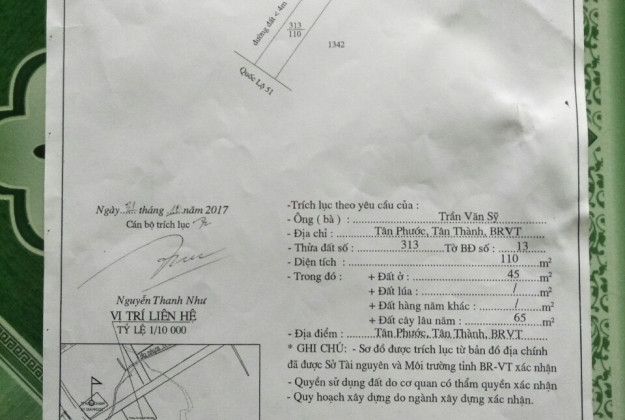 đường đất < 4m
313
110
1342
Quốc Lộ 51
Ngày 31 tháng 10 năm 2017
Cán bộ trích lục
Nguyễn Thanh Như
VỊ TRÍ LIÊN HỆ
TỶ LỆ 1/10 000
-Trích lục theo yêu cầu của :
- Ông ( bà ) : Trần Văn Sỹ
- Địa chỉ : Tân Phước, Tân Thành, BRVT
- Thửa đất số : 313 Tờ BĐ số : 13
- Diện tích : 110 m2
- Trong đó : + Đất ở : 45 m2
+ Đất lúa : / m2
+ Đất hàng năm khác : / m2
+ Đất cây lâu năm : 65 m2
- Địa điểm : Tân Phước, Tân Thành, BRVT
* GHI CHÚ: - Sơ đồ được trích lục từ bản đồ địa chính
đã được Sở Tài nguyên và Môi trường tỉnh BR-VT xác nhận
- Quyền sử dụng đất do cơ quan có thẩm quyền xác nhận
- Quy hoạch xây dựng do ngành xây dựng xác nhận.